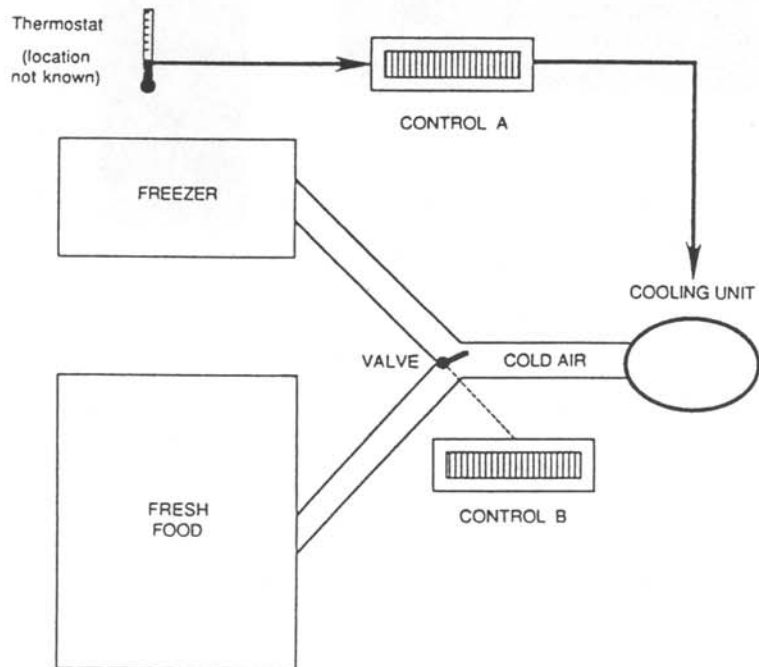 Thermostat
(location
not known)
CONTROL A
FREEZER
COOLING UNIT
VALVE
COLD AIR
FRESH
FOOD
CONTROL B